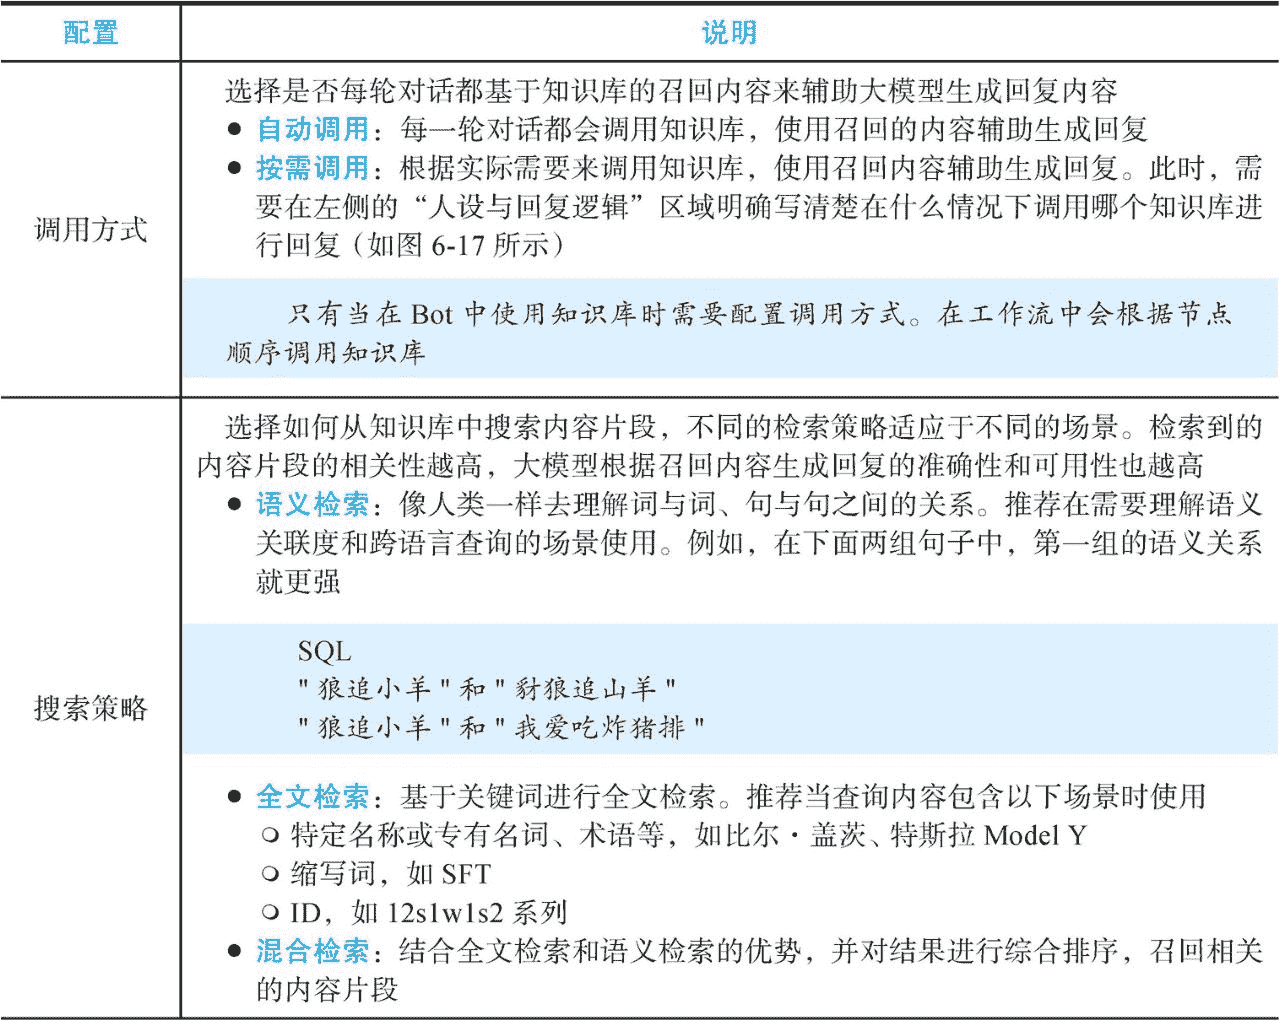 配置
说明
调用方式
选择是否每轮对话都基于知识库的召回内容来辅助大模型生成回复内容
● 自动调用：每一轮对话都会调用知识库，使用召回的内容辅助生成回复
● 按需调用：根据实际需要来调用知识库，使用召回内容辅助生成回复。此时，需
要在左侧的“人设与回复逻辑”区域明确写清楚在什么情况下调用哪个知识库进
行回复（如图 6-17 所示）
只有当在 Bot 中使用知识库时需要配置调用方式。在工作流中会根据节点
顺序调用知识库
搜索策略
选择如何从知识库中搜索内容片段，不同的检索策略适应于不同的场景。检索到的
内容片段的相关性越高，大模型根据召回内容生成回复的准确性和可用性也越高
● 语义检索：像人类一样去理解词与词、句与句之间的关系。推荐在需要理解语义
关联度和跨语言查询的场景使用。例如，在下面两组句子中，第一组的语义关系
就更强
SQL
" 狼追小羊 " 和 " 豺狼追山羊 "
" 狼追小羊 " 和 " 我爱吃炸猪排 "
● 全文检索：基于关键词进行全文检索。推荐当查询内容包含以下场景时使用
○ 特定名称或专有名词、术语等，如比尔・盖茨、特斯拉 Model Y
○ 缩写词，如 SFT
○ ID，如 12s1w1s2 系列
● 混合检索：结合全文检索和语义检索的优势，并对结果进行综合排序，召回相关
的内容片段